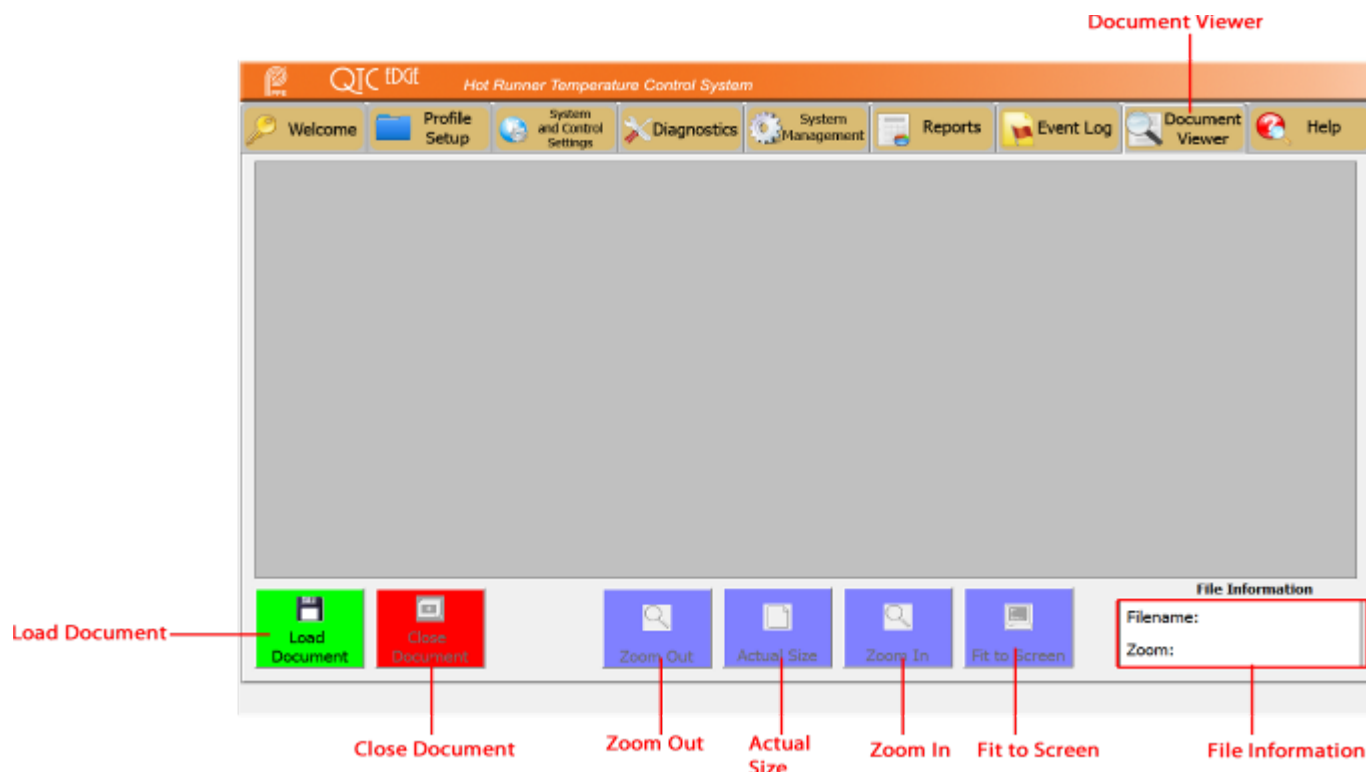 Document Viewer
PPE
QTC EDGE Hot Runner Temperature Control System
Welcome
Profile
Setup
System
and Control
Settings
Diagnostics
System
Management
Reports
Event Log
Document
Viewer
Help
File Information
Load Document
Load
Document
Close
Document
Zoom Out
Actual Size
Zoom In
Fit to Screen
Filename:
Zoom:
Close Document
Zoom Out
Actual
Size
Zoom In
Fit to Screen
File Information